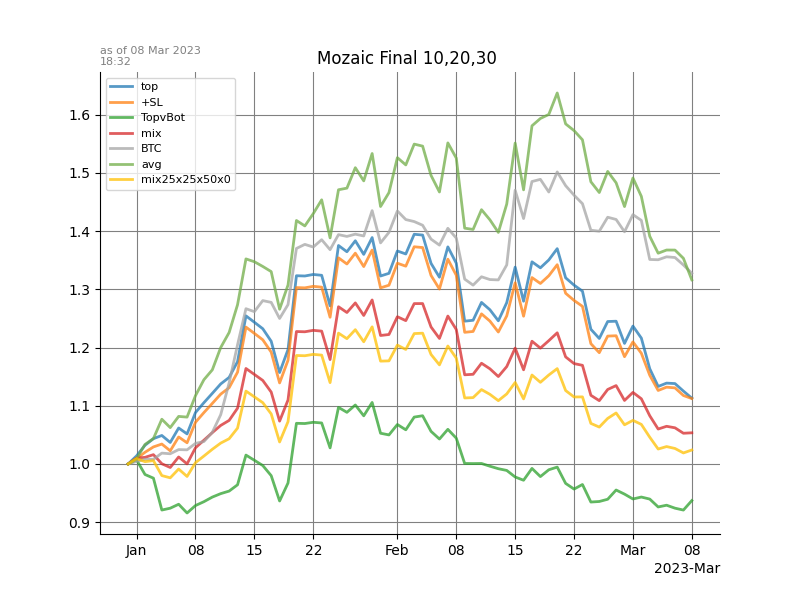 as of 08 Mar 2023
18:32
Mozaic Final 10,20,30
top
+SL
TopvBot
mix
BTC
avg
mix25x25x50x0
1.6
1.5
1.4
1.3
1.2
1.1
1.0
0.9
Jan 08 15 22 Feb 08 15 22 Mar 08
2023-Mar